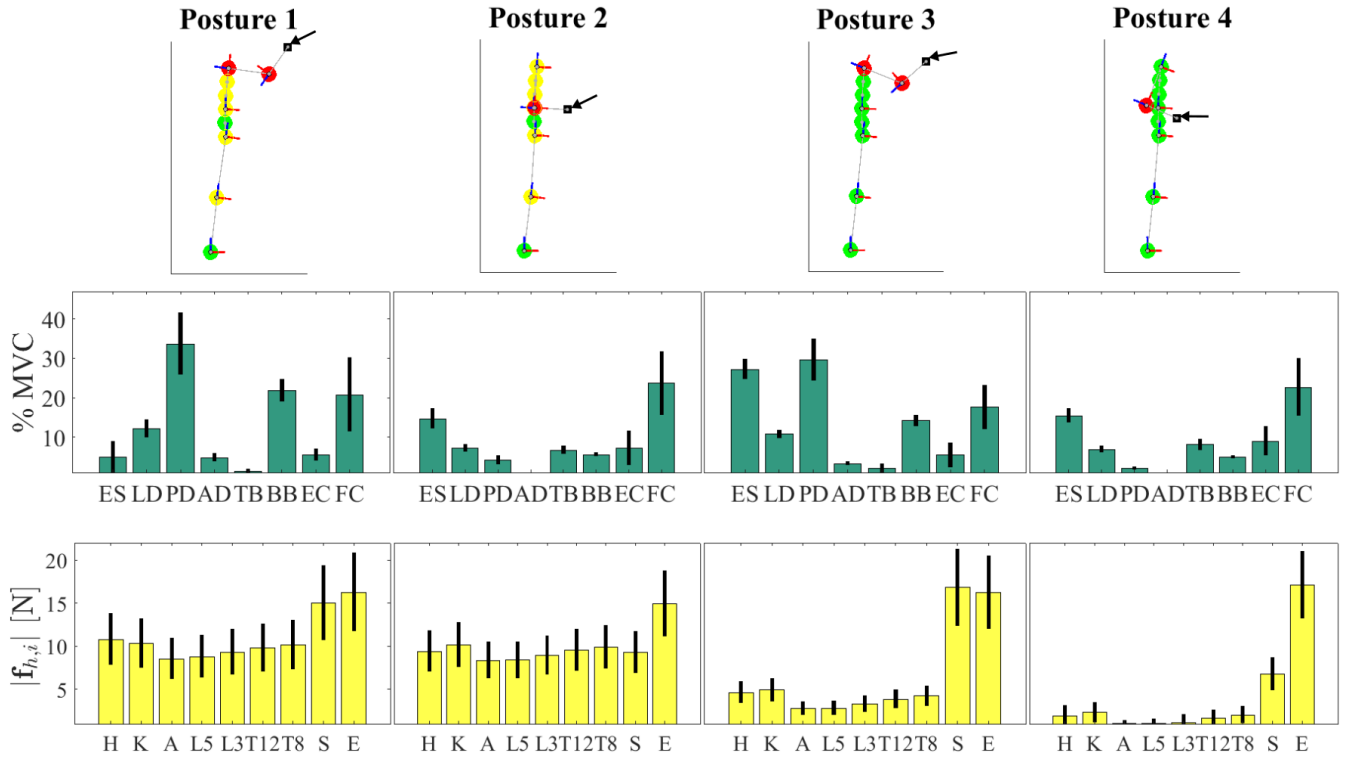 Posture 1 Posture 2 Posture 3 Posture 4
% MVC
40
30
20
10
ES LD PD AD TB BB EC FC ES LD PD AD TB BB EC FC ES LD PD AD TB BB EC FC ES LD PD AD TB BB EC FC
|f_{h,i}| [N]
20
15
10
5
H K A L5 L3 T12 T8 S E H K A L5 L3 T12 T8 S E H K A L5 L3 T12 T8 S E H K A L5 L3 T12 T8 S E